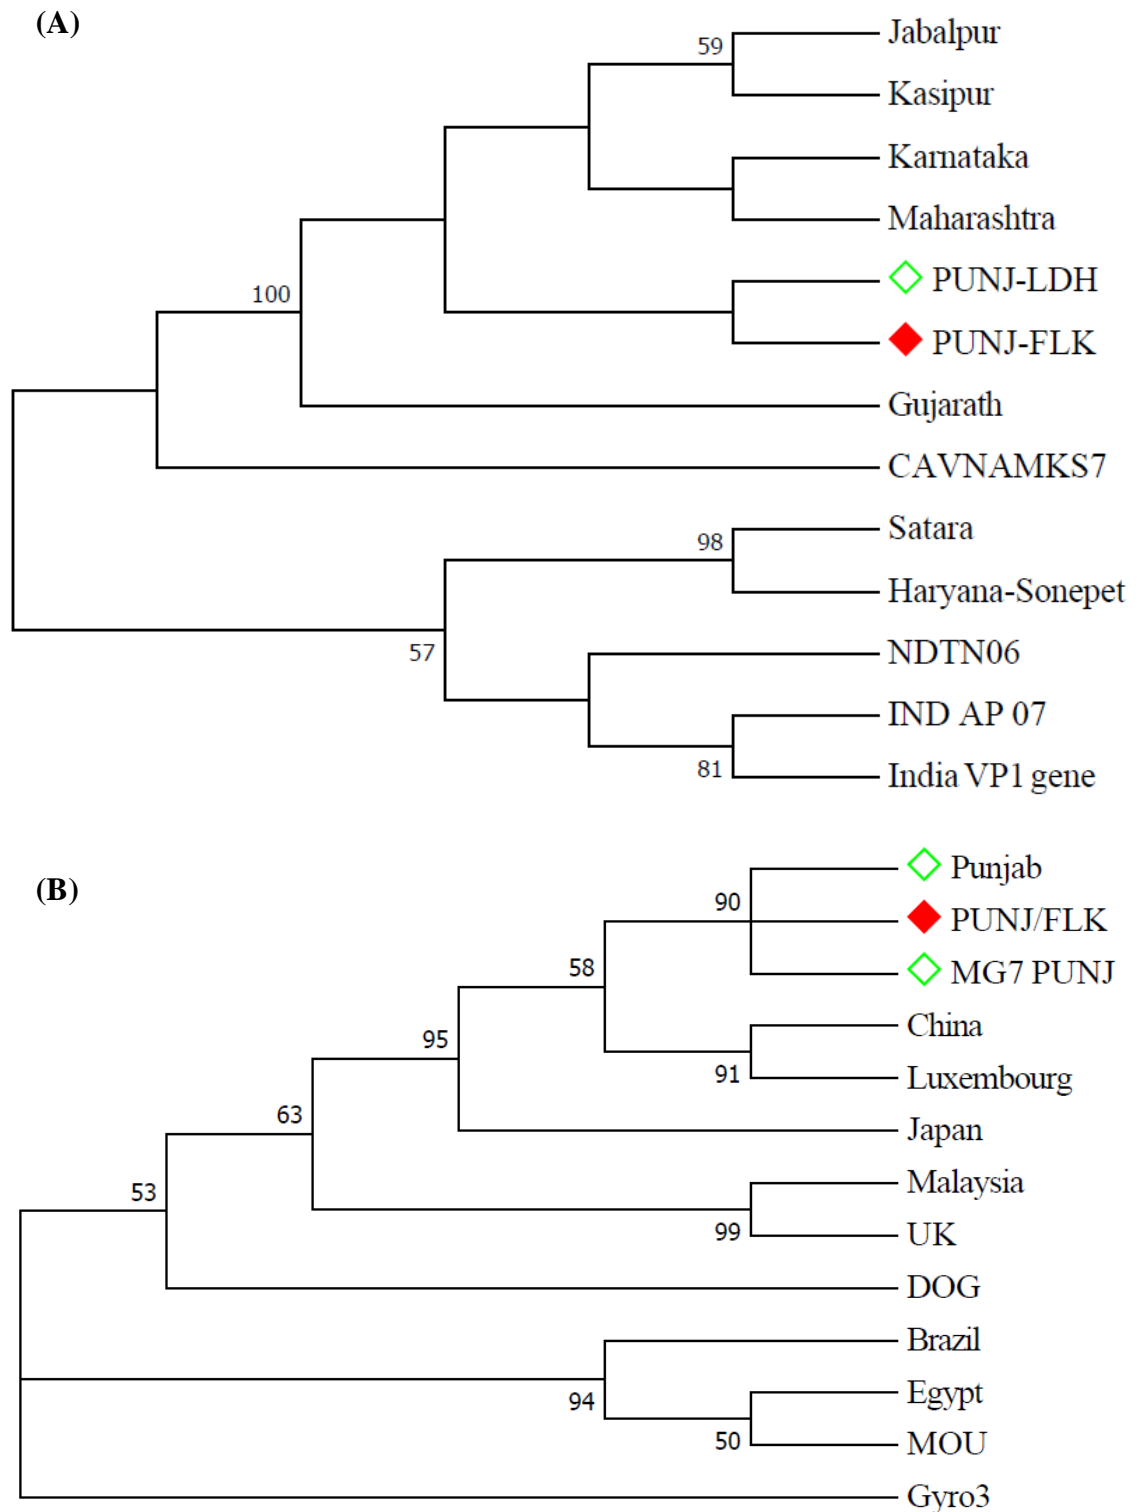 (A)
Jabalpur
59
Kasipur
Karnataka
Maharashtra
PUNJ-LDH
100
PUNJ-FLK
Gujarath
CAVNAMKS7
Satara
98
Haryana-Sonepet
57
NDTN06
IND AP 07
81
India VP1 gene
(B)
Punjab
90
PUNJ/FLK
58
MG7 PUNJ
China
95
91
Luxembourg
63
Japan
Malaysia
53
99
UK
DOG
Brazil
94
Egypt
50
MOU
Gyro3